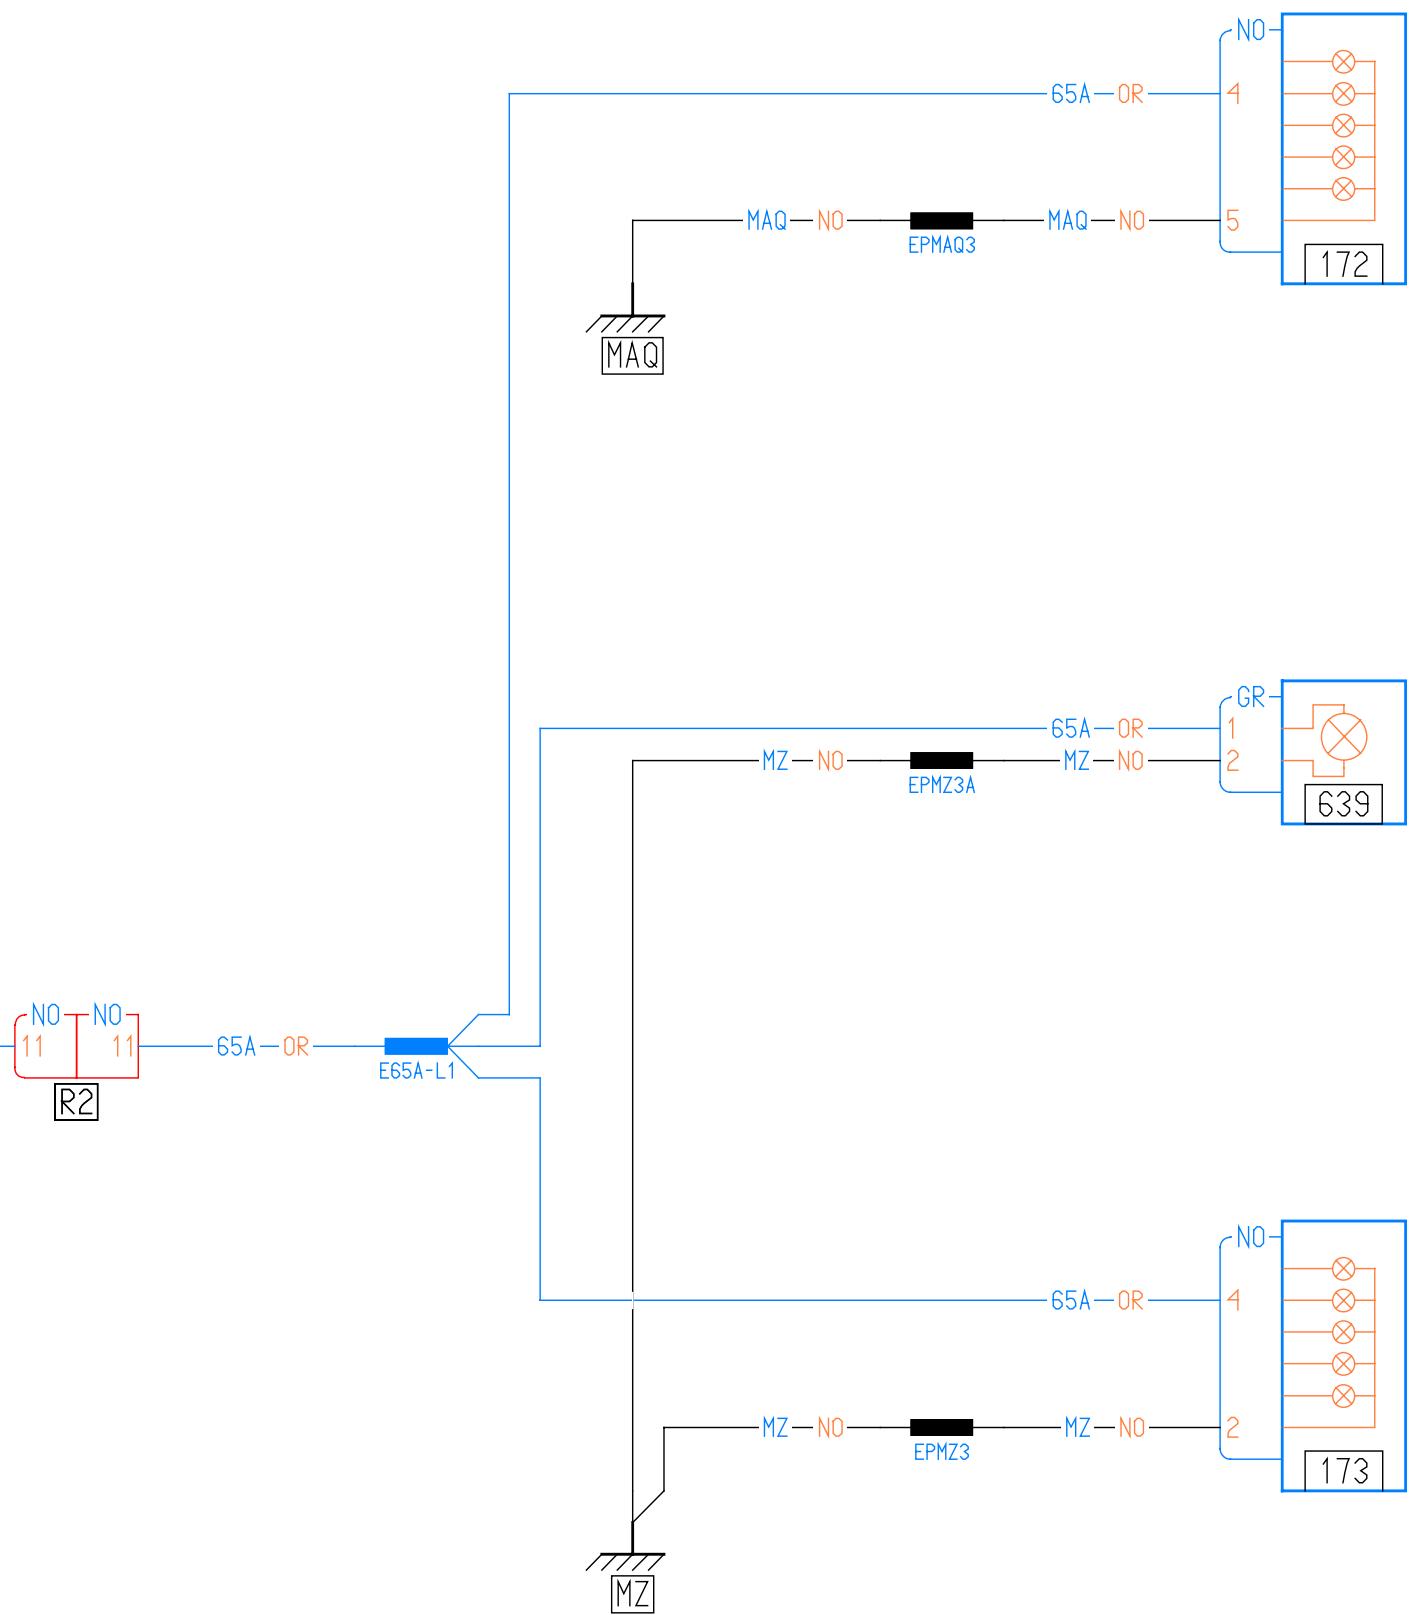 NO
65A OR 4
MAQ NO MAQ NO 5
EPMAQ3
172
MAQ
GR
65A OR 1
MZ NO MZ NO 2
EPMZ3A
639
NO NO
11 11 65A OR
E65A-L1
R2
NO
65A OR 4
MZ NO MZ NO 2
EPMZ3
173
MZ